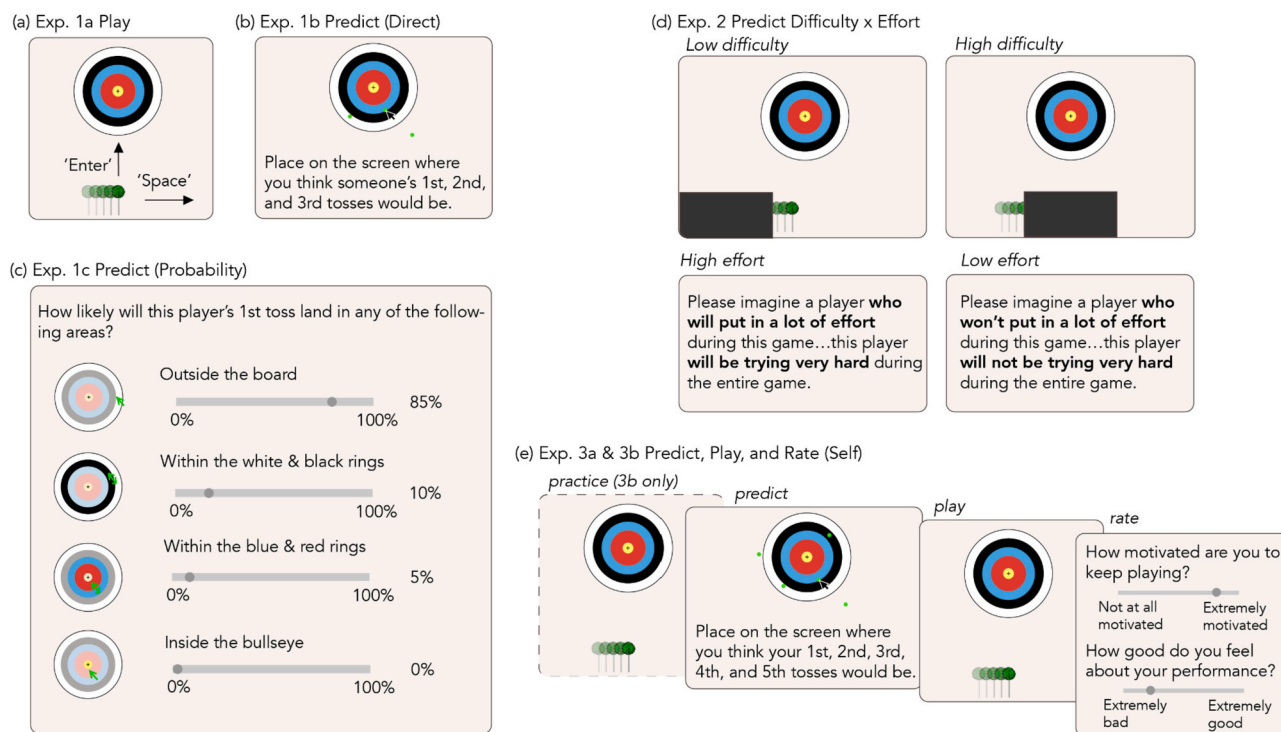 (a) Exp. 1a Play
'Enter'
'Space'
(b) Exp. 1b Predict (Direct)
Place on the screen where
you think someone's 1st, 2nd,
and 3rd tosses would be.
(c) Exp. 1c Predict (Probability)
How likely will this player's 1st toss land in any of the follow-
ing areas?
Outside the board
85%
0% 100%
Within the white & black rings
10%
0% 100%
Within the blue & red rings
5%
0% 100%
Inside the bullseye
0%
0% 100%
(d) Exp. 2 Predict Difficulty x Effort
Low difficulty
High difficulty
High effort
Please imagine a player who
will put in a lot of effort
during this game...this player
will be trying very hard during
the entire game.
Low effort
Please imagine a player who
won't put in a lot of effort
during this game...this player
will not be trying very hard
during the entire game.
(e) Exp. 3a & 3b Predict, Play, and Rate (Self)
practice (3b only)
predict
Place on the screen where
you think your 1st, 2nd, 3rd,
4th, and 5th tosses would be.
play
rate
How motivated are you to
keep playing?
Not at all Extremely
motivated motivated
How good do you feel
about your performance?
Extremely Extremely
bad good